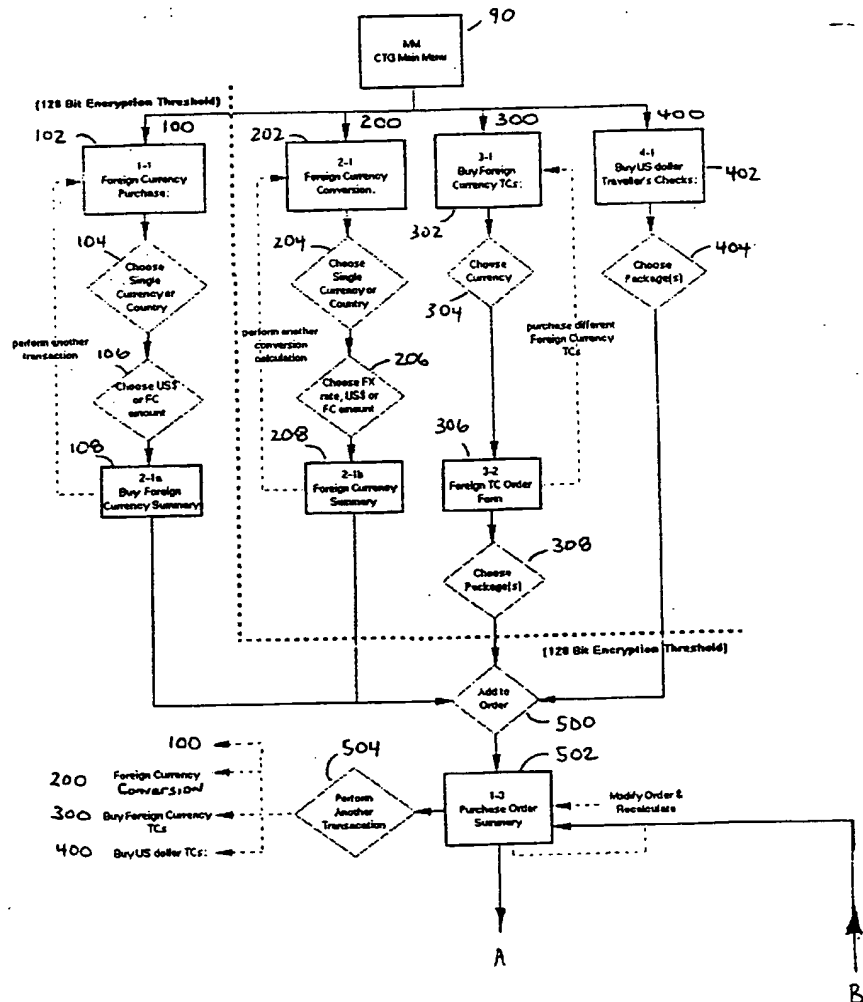 90
MM
CTG Main Menu
(128 Bit Encryption Threshold)
100
200
300
400
102
1-1
Foreign Currency
Purchase:
202
2-1
Foreign Currency
Conversion:
3-1
Buy Foreign
Currency TCs:
302
4-1
Buy US dollar
Traveller's Checks:
402
104
Choose
Single
Currency or
Country
204
Choose
Single
Currency or
Country
Choose
Currency
304
404
Choose
Package(s)
perform another
transaction
perform another
conversion
calculation
purchase different
Foreign Currency
TCs
106
Choose US$
or FC
amount
206
Choose FX
rate, US$ or
FC amount
108
2-1a
Buy Foreign
Currency Summary
208
2-1b
Foreign Currency
Summary
306
3-2
Foreign TC Order
Form
308
Choose
Package(s)
(128 Bit Encryption Threshold)
Add to
Order
500
100
200 Foreign Currency
Conversion
300 Buy Foreign Currency
TCs
400 Buy US dollar TCs:
504
Perform
Another
Transacation
502
1-3
Purchase Order
Summary
Modify Order &
Recalculate
A
B